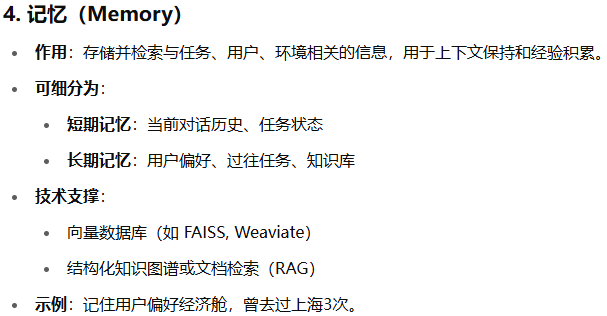 4. 记忆（Memory）
作用：存储并检索与任务、用户、环境相关的信息，用于上下文保持和经验积累。
可细分为：
短期记忆：当前对话历史、任务状态
长期记忆：用户偏好、过往任务、知识库
技术支撑：
向量数据库（如 FAISS, Weaviate）
结构化知识图谱或文档检索（RAG）
示例：记住用户偏好经济舱，曾去过上海3次。